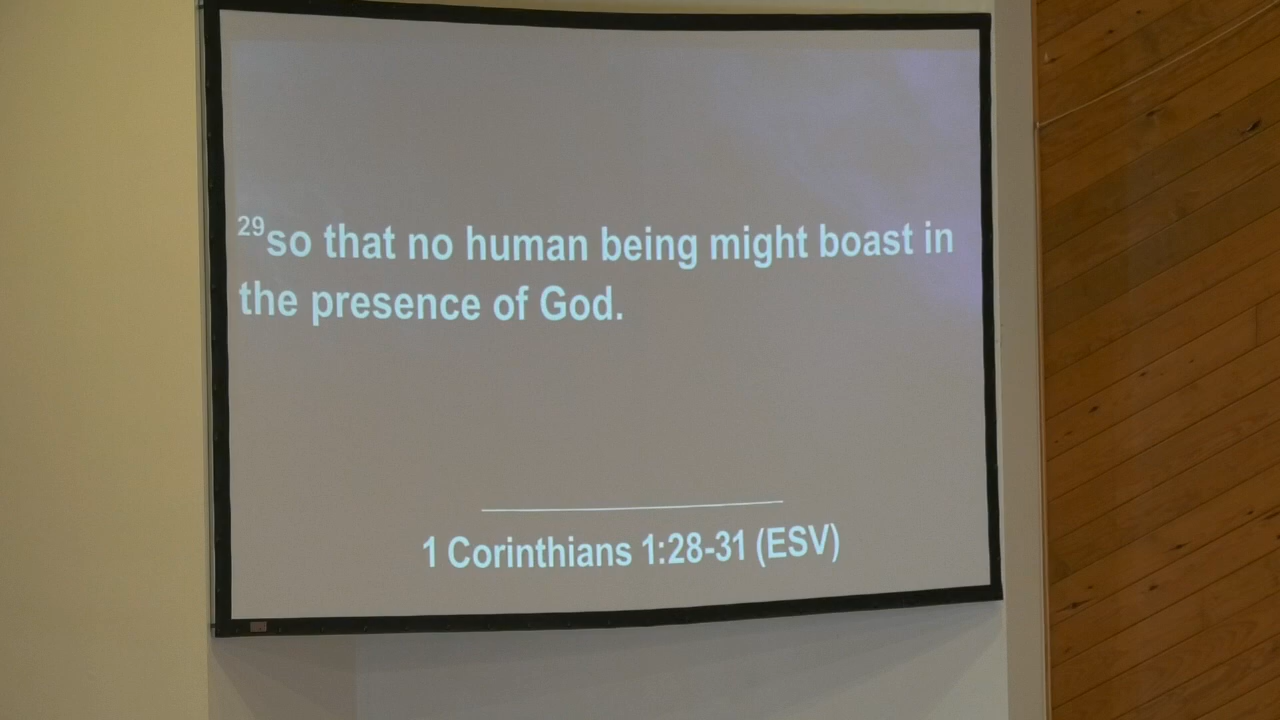 29so that no human being might boast in
the presence of God.
1 Corinthians 1:28-31 (ESV)